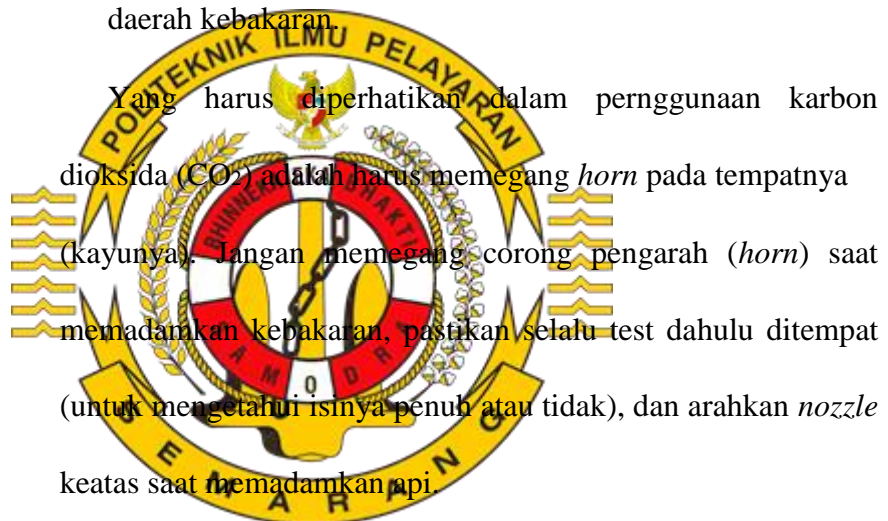 daerah kebakaran.
Yang harus diperhatikan dalam pernggunaan karbon
dioksida (CO2) adalah harus memegang horn pada tempatnya
(kayunya). Jangan memegang corong pengarah (horn) saat
memadamkan kebakaran, pastikan selalu test dahulu ditempat
(untuk mengetahui isinya penuh atau tidak), dan arahkan nozzle
keatas saat memadamkan api.
POLITEKNIK ILMU PELAYARAN
BHINNEKA BHAKTI
SAMODRA
SEMARANG